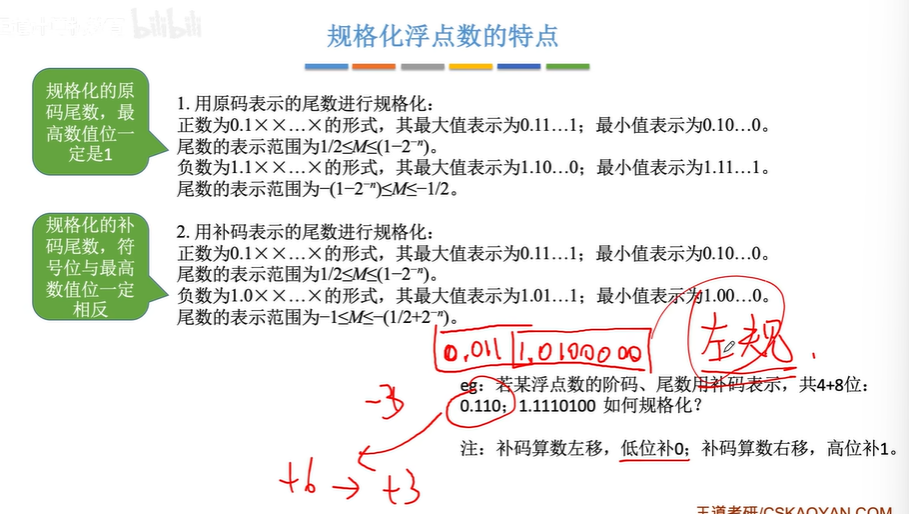 bilibili
规格化浮点数的特点
规格化的原
码尾数，最
高数值位一
定是1
1. 用原码表示的尾数进行规格化：
正数为0.1××…×的形式，其最大值表示为0.11…1；最小值表示为0.10…0。
尾数的表示范围为1/2≤M≤(1−2⁻ⁿ)。
负数为1.1××…×的形式，其最大值表示为1.10…0；最小值表示为1.11…1。
尾数的表示范围为−(1−2⁻ⁿ)≤M≤−1/2。
规格化的补
码尾数，符
号位与最高
数值位一定
相反
2. 用补码表示的尾数进行规格化：
正数为0.1××…×的形式，其最大值表示为0.11…1；最小值表示为0.10…0。
尾数的表示范围为1/2≤M≤(1−2⁻ⁿ)。
负数为1.0××…×的形式，其最大值表示为1.01…1；最小值表示为1.00…0。
尾数的表示范围为−1≤M≤−(1/2+2⁻ⁿ)。
0.011 1.0100000
左规.
eg：若某浮点数的阶码、尾数用补码表示，共4+8位：
0.110；1.1110100 如何规格化？
-3
注：补码算数左移，低位补0；补码算数右移，高位补1。
+6 → +3
王道考研/CSKAOYAN.COM